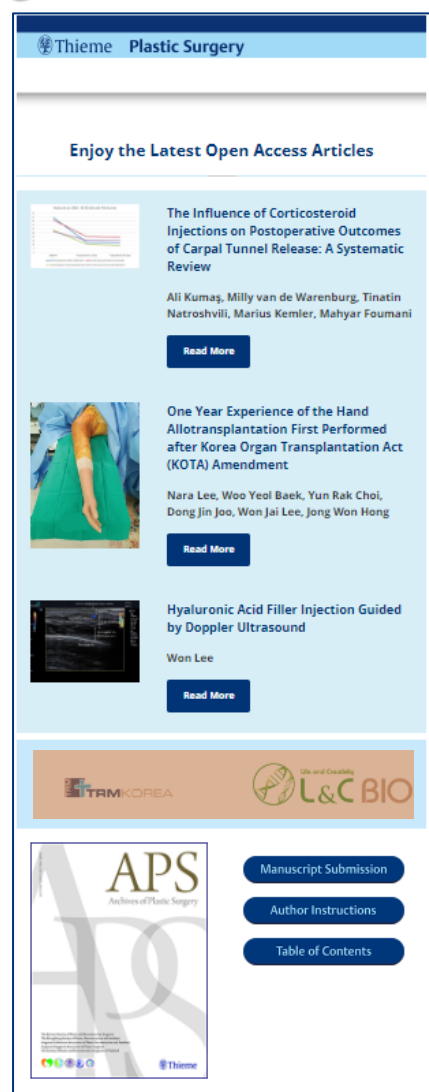 Thieme Plastic Surgery
Enjoy the Latest Open Access Articles
The Influence of Corticosteroid
Injections on Postoperative Outcomes
of Carpal Tunnel Release: A Systematic
Review
Ali Kumaş, Milly van de Warenburg, Tinatin
Natroshvili, Marius Kemler, Mahyar Foumani
Read More
One Year Experience of the Hand
Allotransplantation First Performed
after Korea Organ Transplantation Act
(KOTA) Amendment
Nara Lee, Woo Yeol Baek, Yun Rak Choi,
Dong Jin Joo, Won Jai Lee, Jong Won Hong
Read More
Hyaluronic Acid Filler Injection Guided
by Doppler Ultrasound
Won Lee
Read More
TRMKOREA
Life and Creativity
L&C BIO
APS
Archives of Plastic Surgery
Thieme
Manuscript Submission
Author Instructions
Table of Contents